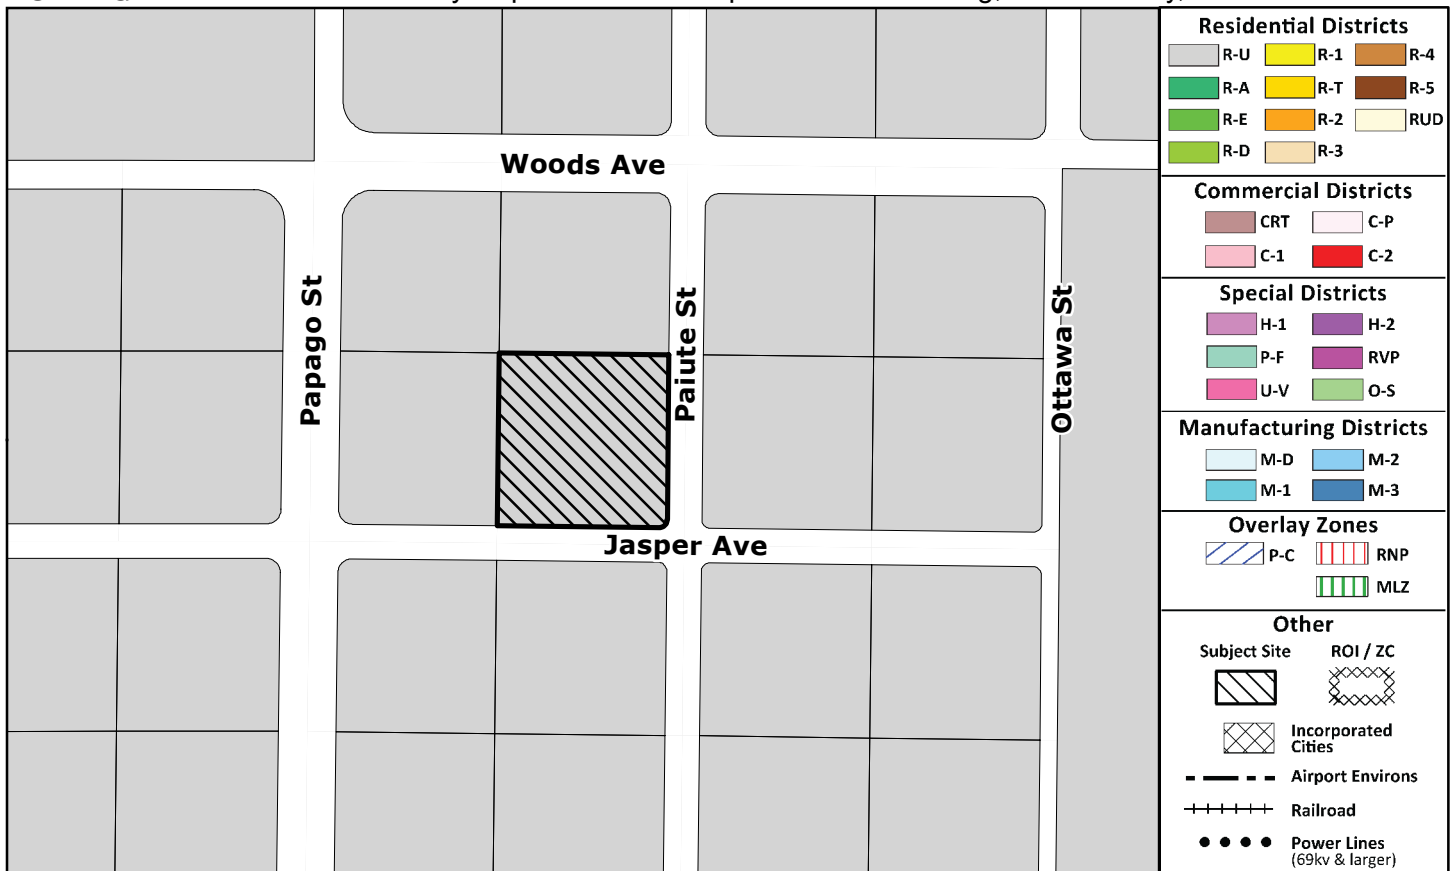 Woods Ave
Papago St
Paiute St
Ottawa St
Jasper Ave
Residential Districts
R-U R-1 R-4
R-A R-T R-5
R-E R-2 RUD
R-D R-3
Commercial Districts
CRT C-P
C-1 C-2
Special Districts
H-1 H-2
P-F RVP
U-V O-S
Manufacturing Districts
M-D M-2
M-1 M-3
Overlay Zones
P-C RNP
MLZ
Other
Subject Site ROI / ZC
Incorporated
Cities
Airport Environs
Railroad
Power Lines
(69kv & larger)